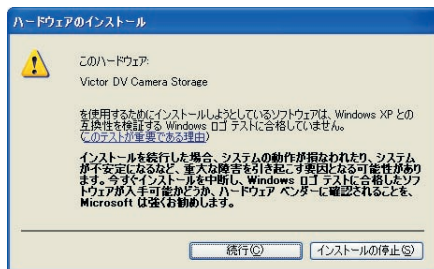 ハードウェアのインストール
このハードウェア:
Victor DV Camera Storage
を使用するためにインストールしようとしているソフトウェアは、Windows XP との
互換性を検証する Windows ロゴ テストに合格していません。
(このテストが重要である理由)
インストールを続行した場合、システムの動作が損なわれたり、システム
が不安定になるなど、重大な障害を引き起こす要因となる可能性があり
ます。今すぐインストールを中断し、Windows ロゴ テストに合格したソフ
トウェアが入手可能かどうか、ハードウェア ベンダーに確認されることを、
Microsoft は強くお勧めします。
続行(C)
インストールの停止(S)